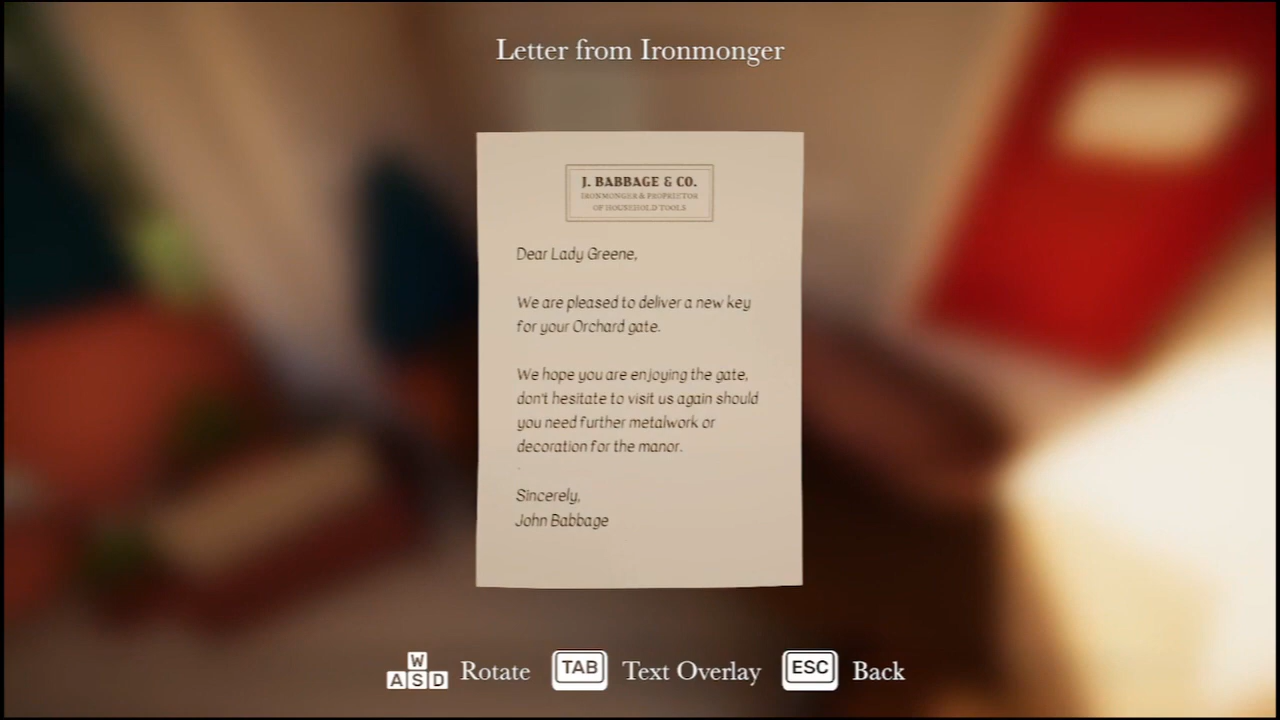 Letter from Ironmonger
J. BABBAGE & CO.
IRONMONGER & PROPRIETOR
OF HOUSEHOLD TOOLS
Dear Lady Greene,
We are pleased to deliver a new key
for your Orchard gate.
We hope you are enjoying the gate,
don't hesitate to visit us again should
you need further metalwork or
decoration for the manor.
.
Sincerely,
John Babbage
W
A S D Rotate TAB Text Overlay ESC Back